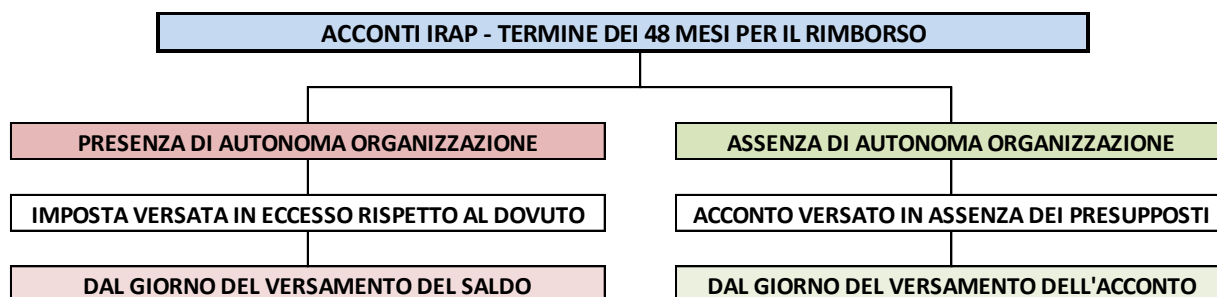 ACCONTI IRAP - TERMINE DEI 48 MESI PER IL RIMBORSO
PRESENZA DI AUTONOMA ORGANIZZAZIONE
ASSENZA DI AUTONOMA ORGANIZZAZIONE
IMPOSTA VERSATA IN ECCESSO RISPETTO AL DOVUTO
ACCONTO VERSATO IN ASSENZA DEI PRESUPPOSTI
DAL GIORNO DEL VERSAMENTO DEL SALDO
DAL GIORNO DEL VERSAMENTO DELL'ACCONTO